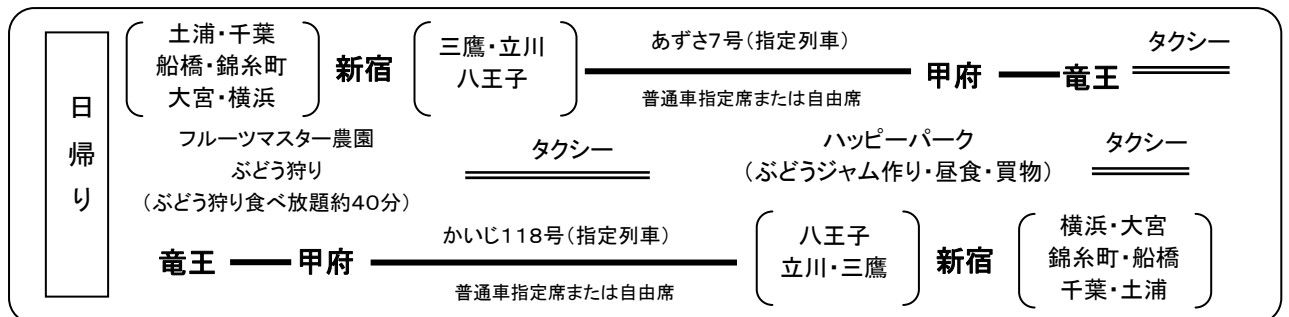 日帰り
土浦・千葉
船橋・錦糸町
大宮・横浜
新宿
三鷹・立川
八王子
あずさ7号(指定列車)
普通車指定席または自由席
甲府
竜王
タクシー
フルーツマスター農園
ぶどう狩り
(ぶどう狩り食べ放題約40分)
タクシー
ハッピーパーク
(ぶどうジャム作り・昼食・買物)
タクシー
竜王
甲府
かいじ118号(指定列車)
普通車指定席または自由席
八王子
立川・三鷹
新宿
横浜・大宮
錦糸町・船橋
千葉・土浦